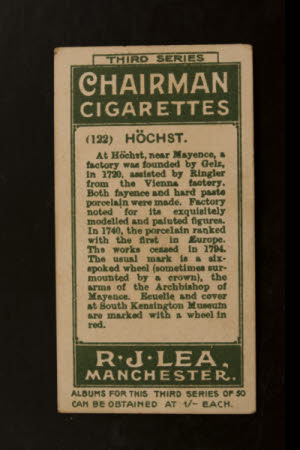 THIRD SERIES
CHAIRMAN
CIGARETTES
(122) HÖCHST.
At Höchst, near Mayence, a
factory was founded by Gelz,
in 1720, assisted by Ringler
from the Vienna factory.
Both fayence and hard paste
porcelain were made. Factory
noted for its exquisitely
modelled and painted figures.
In 1740, the porcelain ranked
with the first in Europe.
The works ceased in 1794.
The usual mark is a six-
spoked wheel (sometimes sur-
mounted by a crown), the
arms of the Archbishop of
Mayence. Ecuelle and cover
at South Kensington Museum
are marked with a wheel in
red.
R·J·LEA,
MANCHESTER.
ALBUMS FOR THIS THIRD SERIES OF 50
CAN BE OBTAINED AT 1/- EACH.